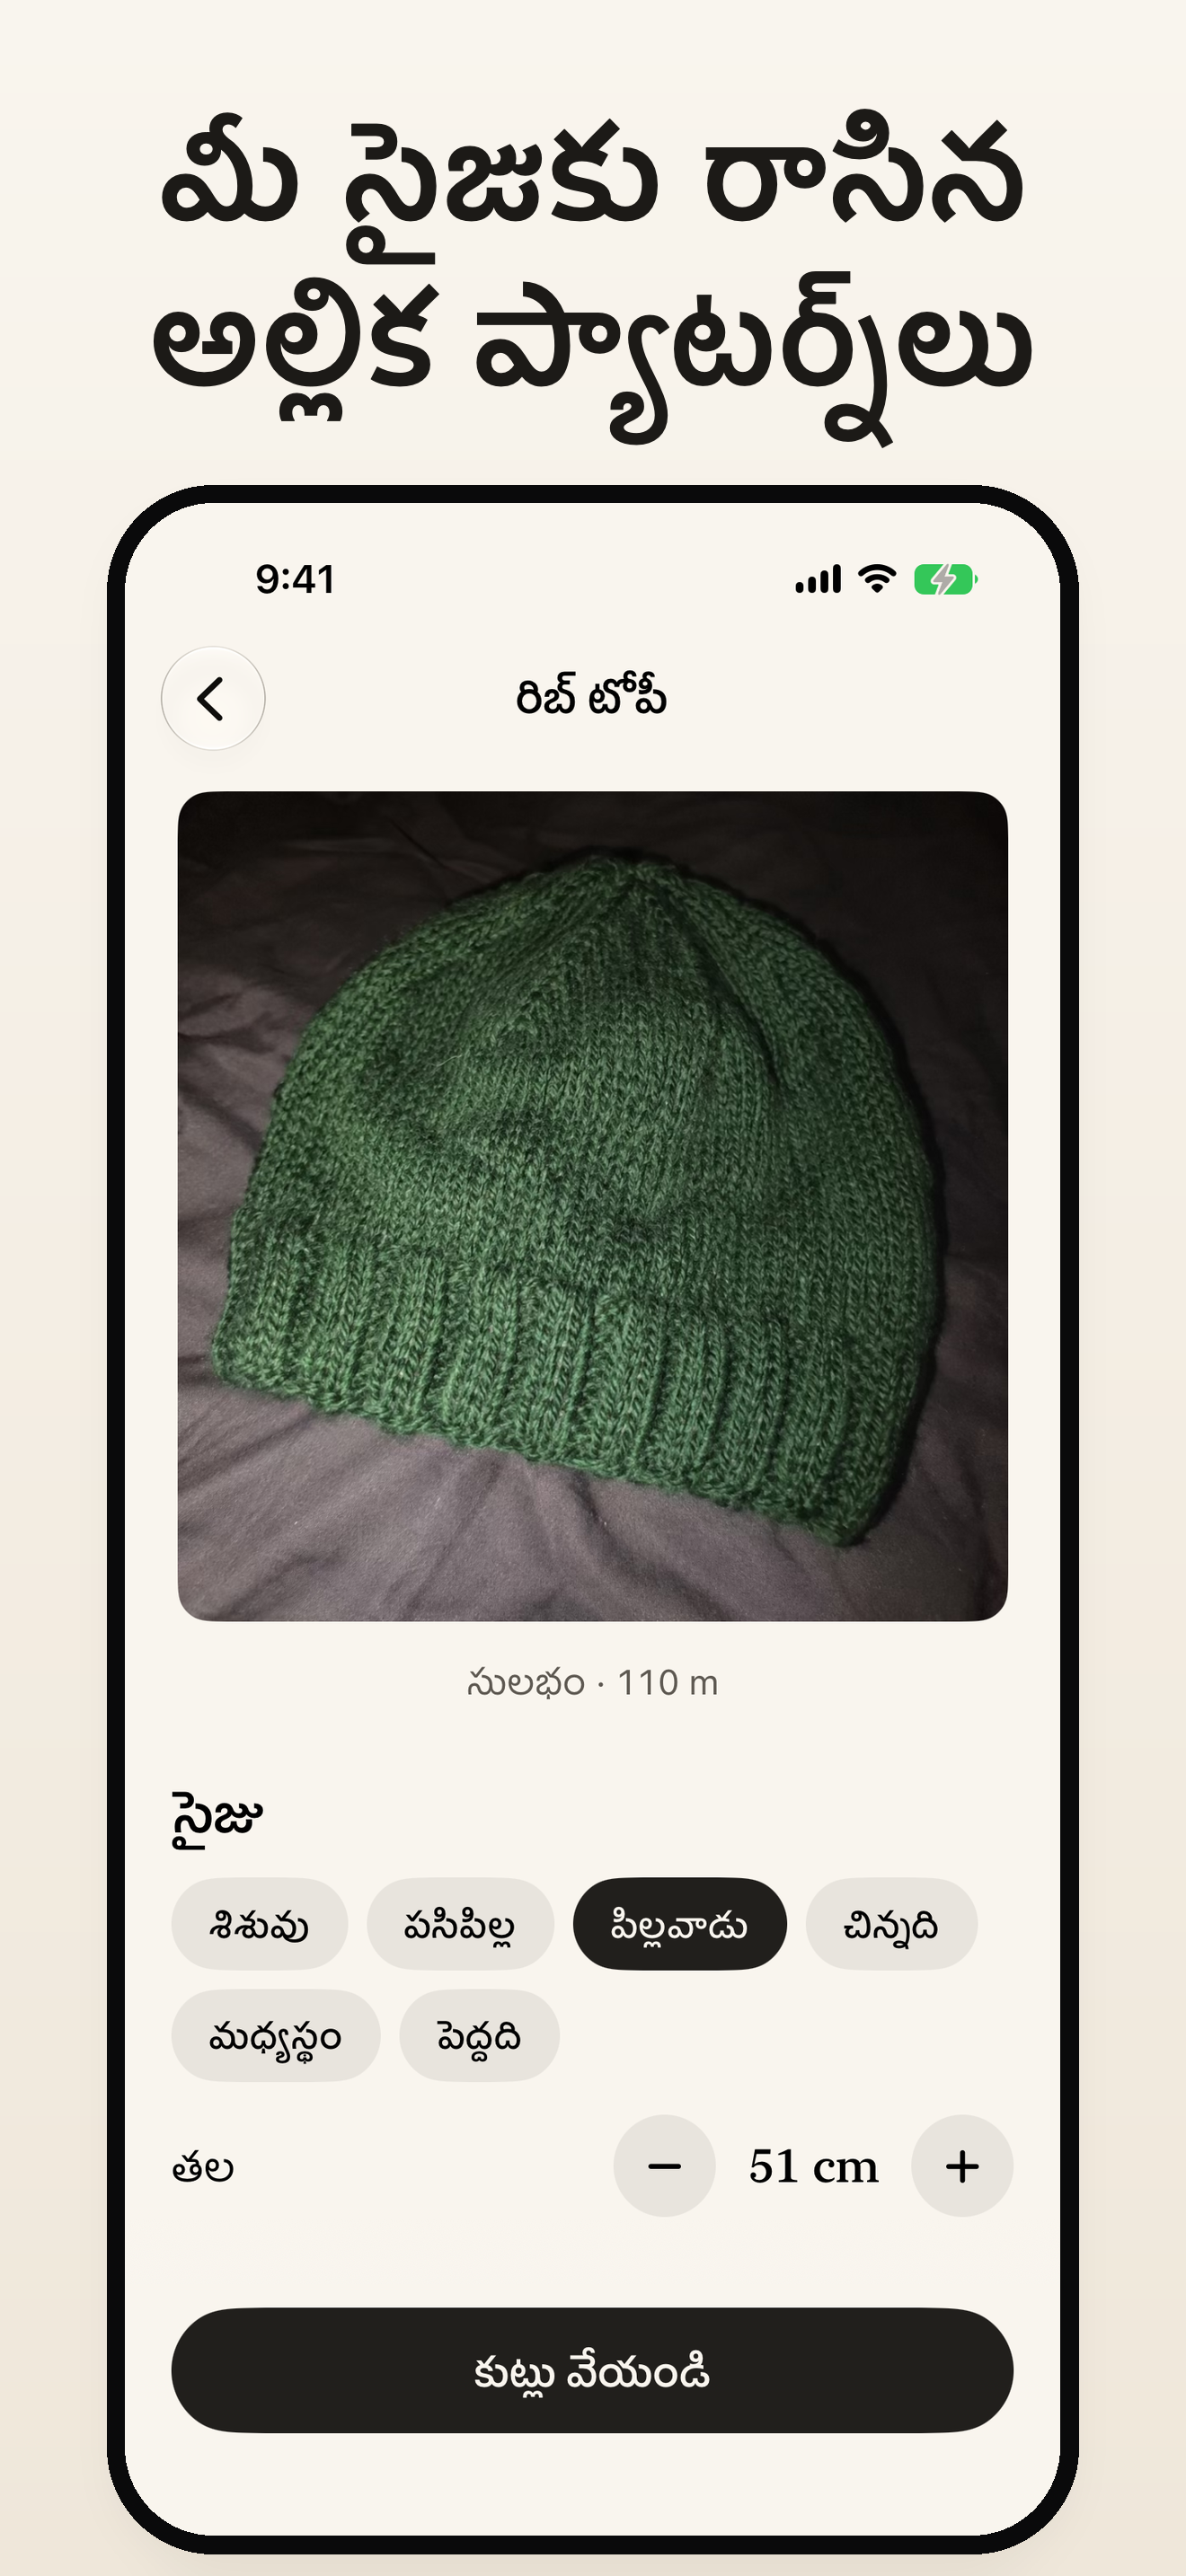 మీ సైజుకు రాసిన
అల్లిక ప్యాటర్న్‌లు
9:41
రిబ్ టోపీ
సులభం · 110 m
సైజు
శిశువు పసిపిల్ల పిల్లవాడు చిన్నది
మధ్యస్థం పెద్దది
తల − 51 cm +
కుట్లు వేయండి